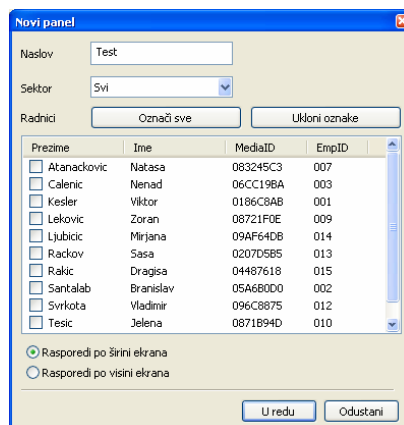 Novi panel
Naslov Test
Sektor Svi
Radnici Označi sve Ukloni oznake
Prezime Ime MediaID EmpID
Atanackovic Natasa 083245C3 007
Calenic Nenad 06CC19BA 003
Kesler Viktor 0186C8AB 001
Lekovic Zoran 08721F0E 009
Ljubicic Mirjana 09AF64DB 014
Rackov Sasa 0207D5B5 013
Rakic Dragisa 04487618 015
Santalab Branislav 05A6B0D0 002
Svrkota Vladimir 096C8875 012
Tesic Jelena 0871B94D 010
Rasporedi po širini ekrana
Rasporedi po visini ekrana
U redu Odustani